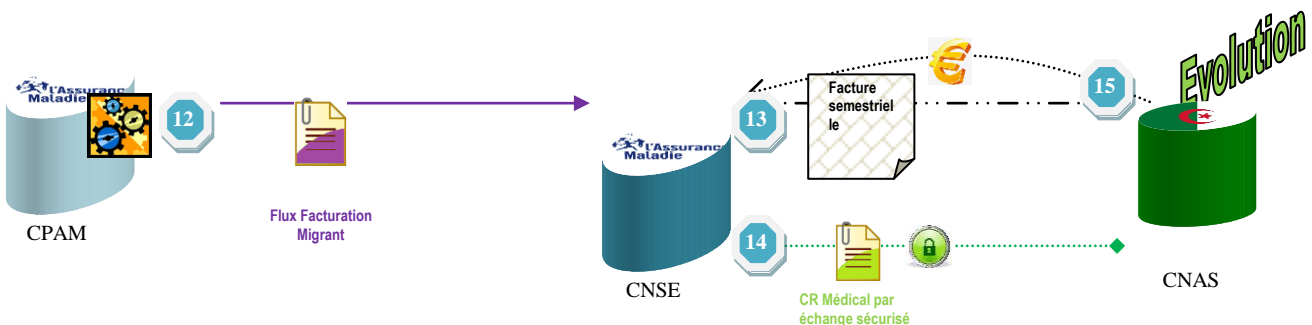 Evolution
l'Assurance
Maladie
12
CPAM
Flux Facturation
Migrant
l'Assurance
Maladie
13
Facture
semestriel
le
€
15
CNSE
14
CR Médical par
échange sécurisé
CNAS